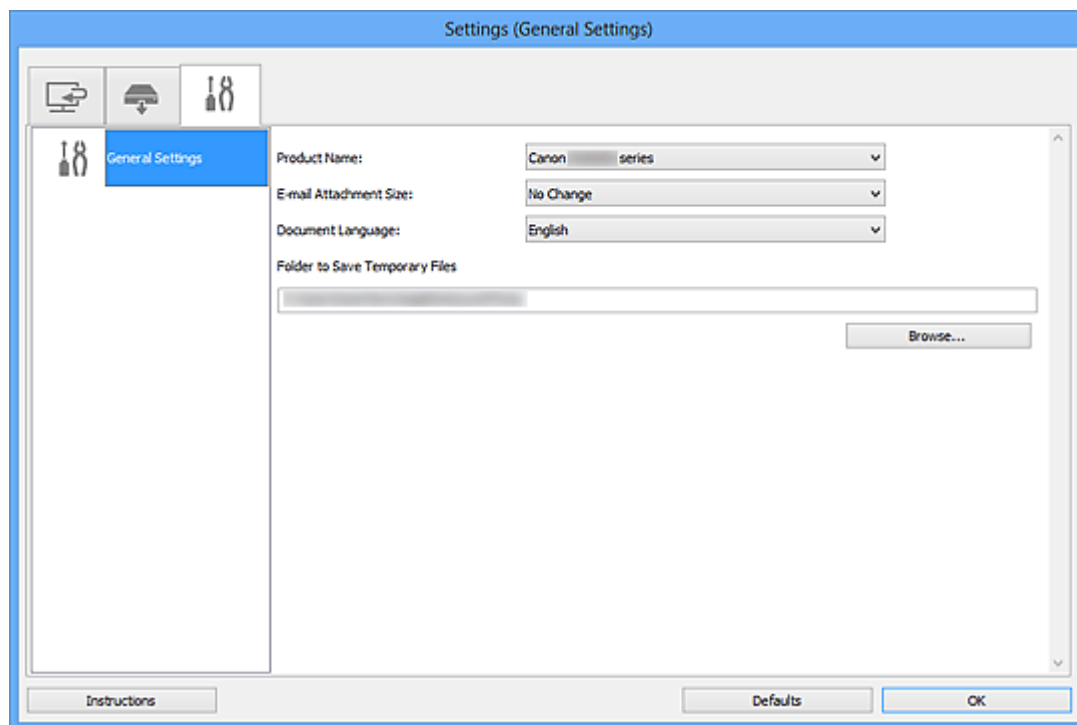 Settings (General Settings)
General Settings
Product Name:
Canon series
E-mail Attachment Size:
No Change
Document Language:
English
Folder to Save Temporary Files
Browse...
Instructions
Defaults
OK